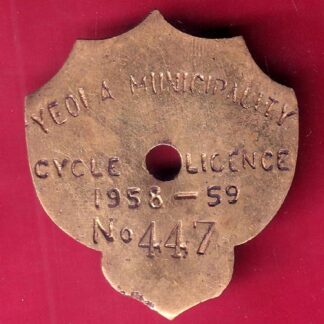 YEOLA MUNICIPALITY
CYCLE LICENCE
1958-59
No 447